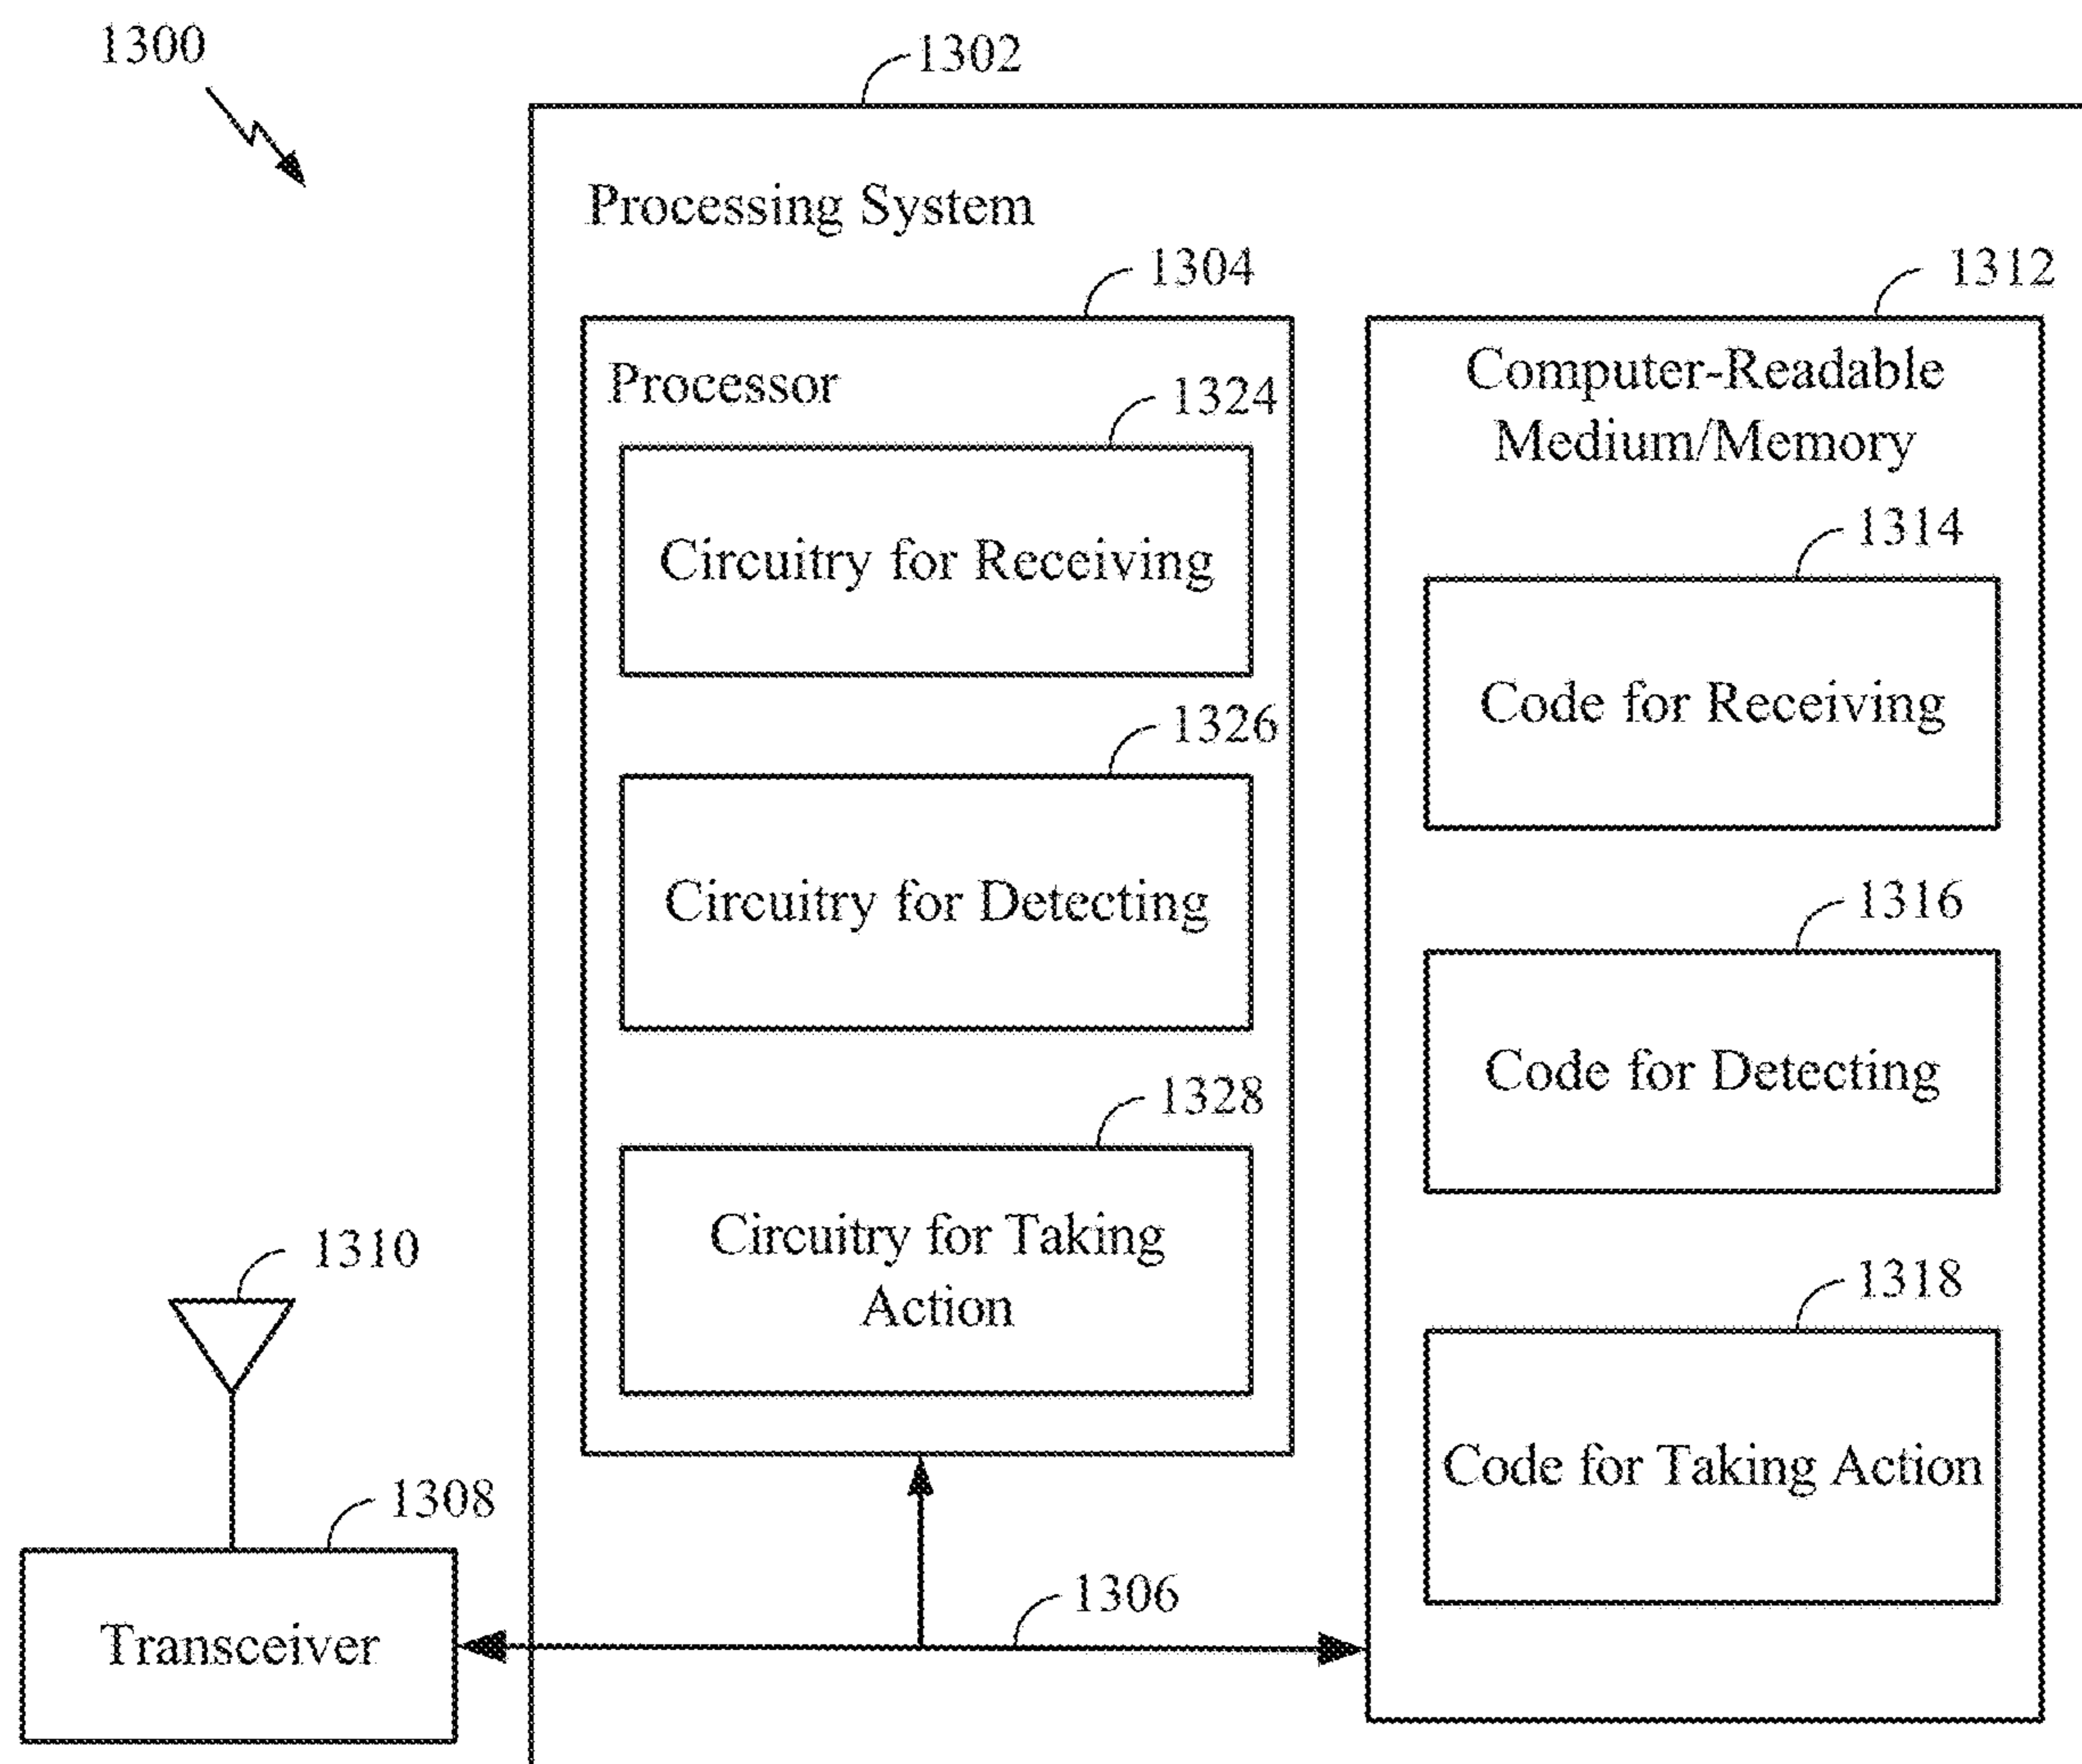 1300
1302
Processing System
1304
1312
Processor
1324
Circuitry for Receiving
1326
Circuitry for Detecting
1328
Circuitry for Taking
Action
Computer-Readable
Medium/Memory
1314
Code for Receiving
1316
Code for Detecting
1318
Code for Taking Action
1310
1308
Transceiver
1306